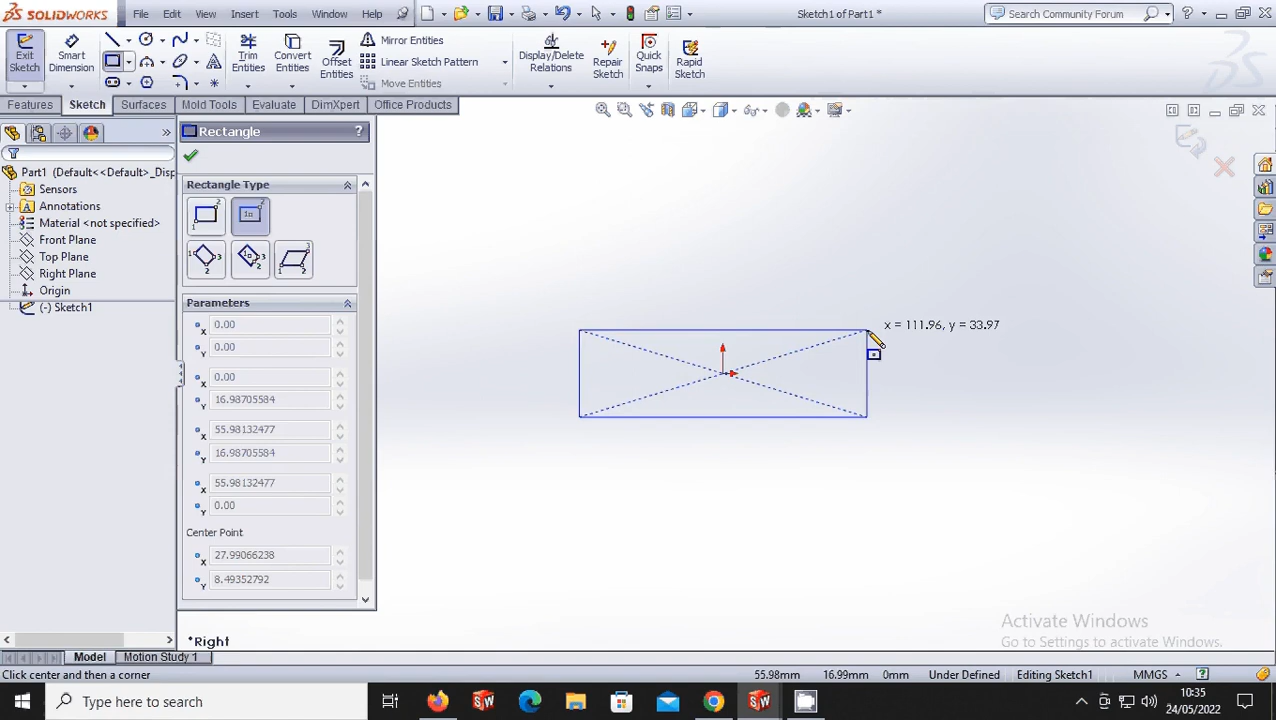 SOLIDWORKS File Edit View Insert Tools Window Help Sketch1 of Part1 * Search Community Forum
Exit Sketch
Smart Dimension
Trim Entities
Convert Entities
Offset Entities
Mirror Entities
Linear Sketch Pattern
Move Entities
Display/Delete Relations
Repair Sketch
Quick Snaps
Rapid Sketch
Features Sketch Surfaces Mold Tools Evaluate DimXpert Office Products
Part1 (Default<<Default>_Disp
Sensors
Annotations
Material <not specified>
Front Plane
Top Plane
Right Plane
Origin
(-) Sketch1
Rectangle ?
Rectangle Type
Parameters
X 0.00
Y 0.00
X 0.00
Y 16.98705584
X 55.98132477
Y 16.98705584
X 55.98132477
Y 0.00
Center Point
X 27.99066238
Y 8.49352792
x = 111.96, y = 33.97
*Right
Activate Windows
Go to Settings to activate Windows.
Model Motion Study 1
Click center and then a corner 55.98mm 16.99mm 0mm Under Defined Editing Sketch1 MMGS
Type here to search
10:35
24/05/2022